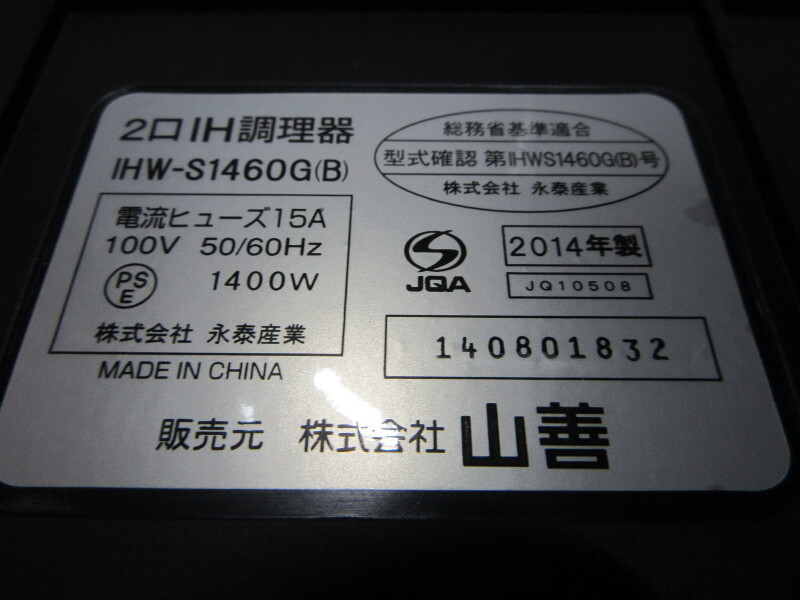 2口IH調理器
IHW-S1460G(B)
総務省基準適合
型式確認 第IHWS1460G(B)号
株式会社 永泰産業
電流ヒューズ15A
100V 50/60Hz
PS
E
1400W
株式会社 永泰産業
MADE IN CHINA
JQA
2014年製
JQ10508
140801832
販売元 株式会社 山善